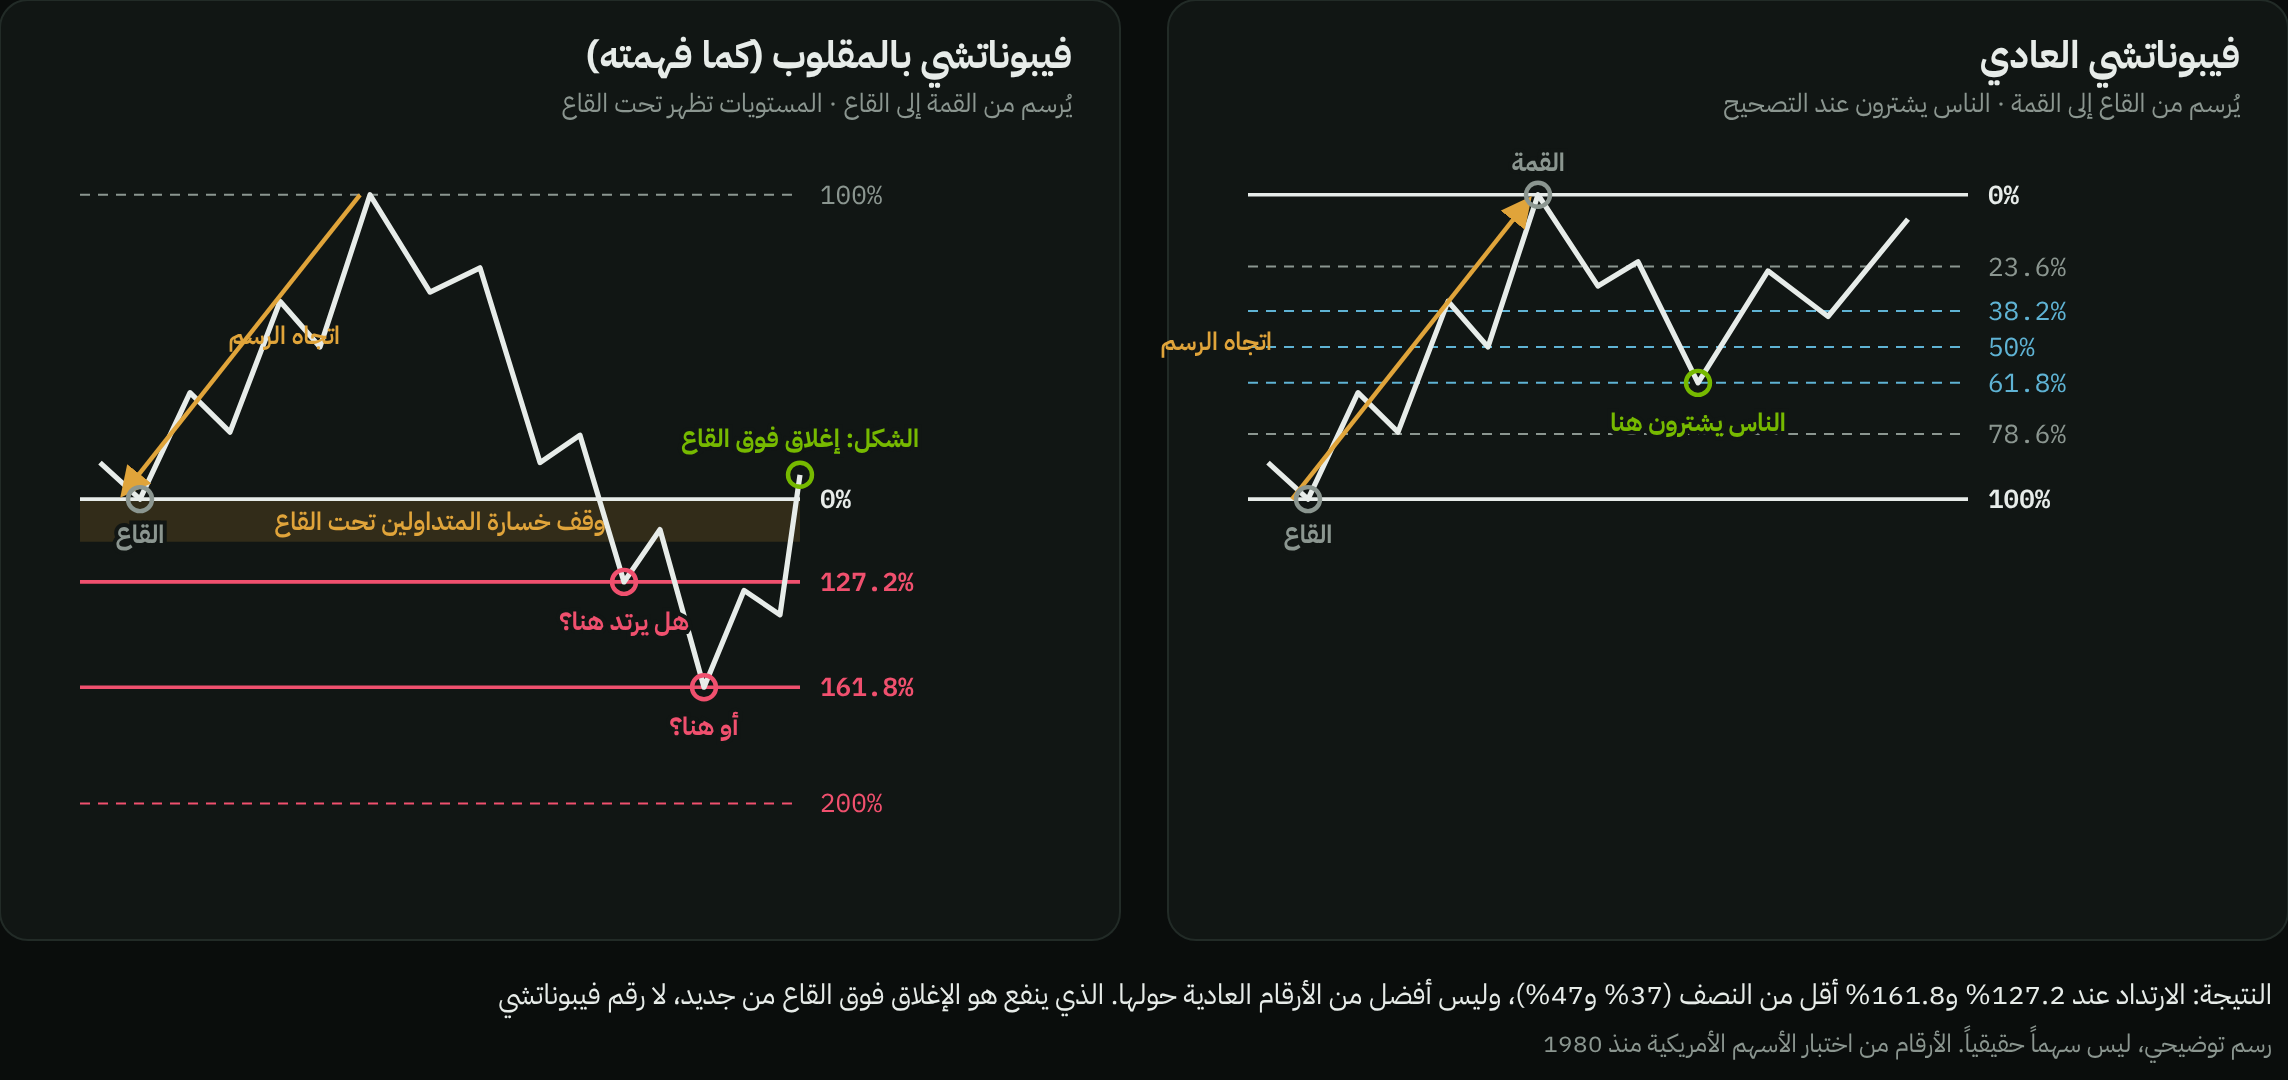 فيبوناتشي العادي
يُرسم من القاع إلى القمة · الناس يشترون عند التصحيح
القمة
0%
23.6%
38.2%
اتجاه الرسم
50%
61.8%
الناس يشترون هنا
78.6%
100%
القاع
فيبوناتشي بالمقلوب (كما فهمته)
يُرسم من القمة إلى القاع · المستويات تظهر تحت القاع
100%
اتجاه الرسم
الشكل: إغلاق فوق القاع
0%
وقف خسارة المتداولين تحت القاع
القاع
127.2%
هل يرتد هنا؟
161.8%
أو هنا؟
200%
النتيجة: الارتداد عند 127.2% و161.8% أقل من النصف (37% و47%)، وليس أفضل من الأرقام العادية حولها. الذي ينفع هو الإغلاق فوق القاع من جديد، لا رقم فيبوناتشي
رسم توضيحي، ليس سهماً حقيقياً. الأرقام من اختبار الأسهم الأمريكية منذ 1980